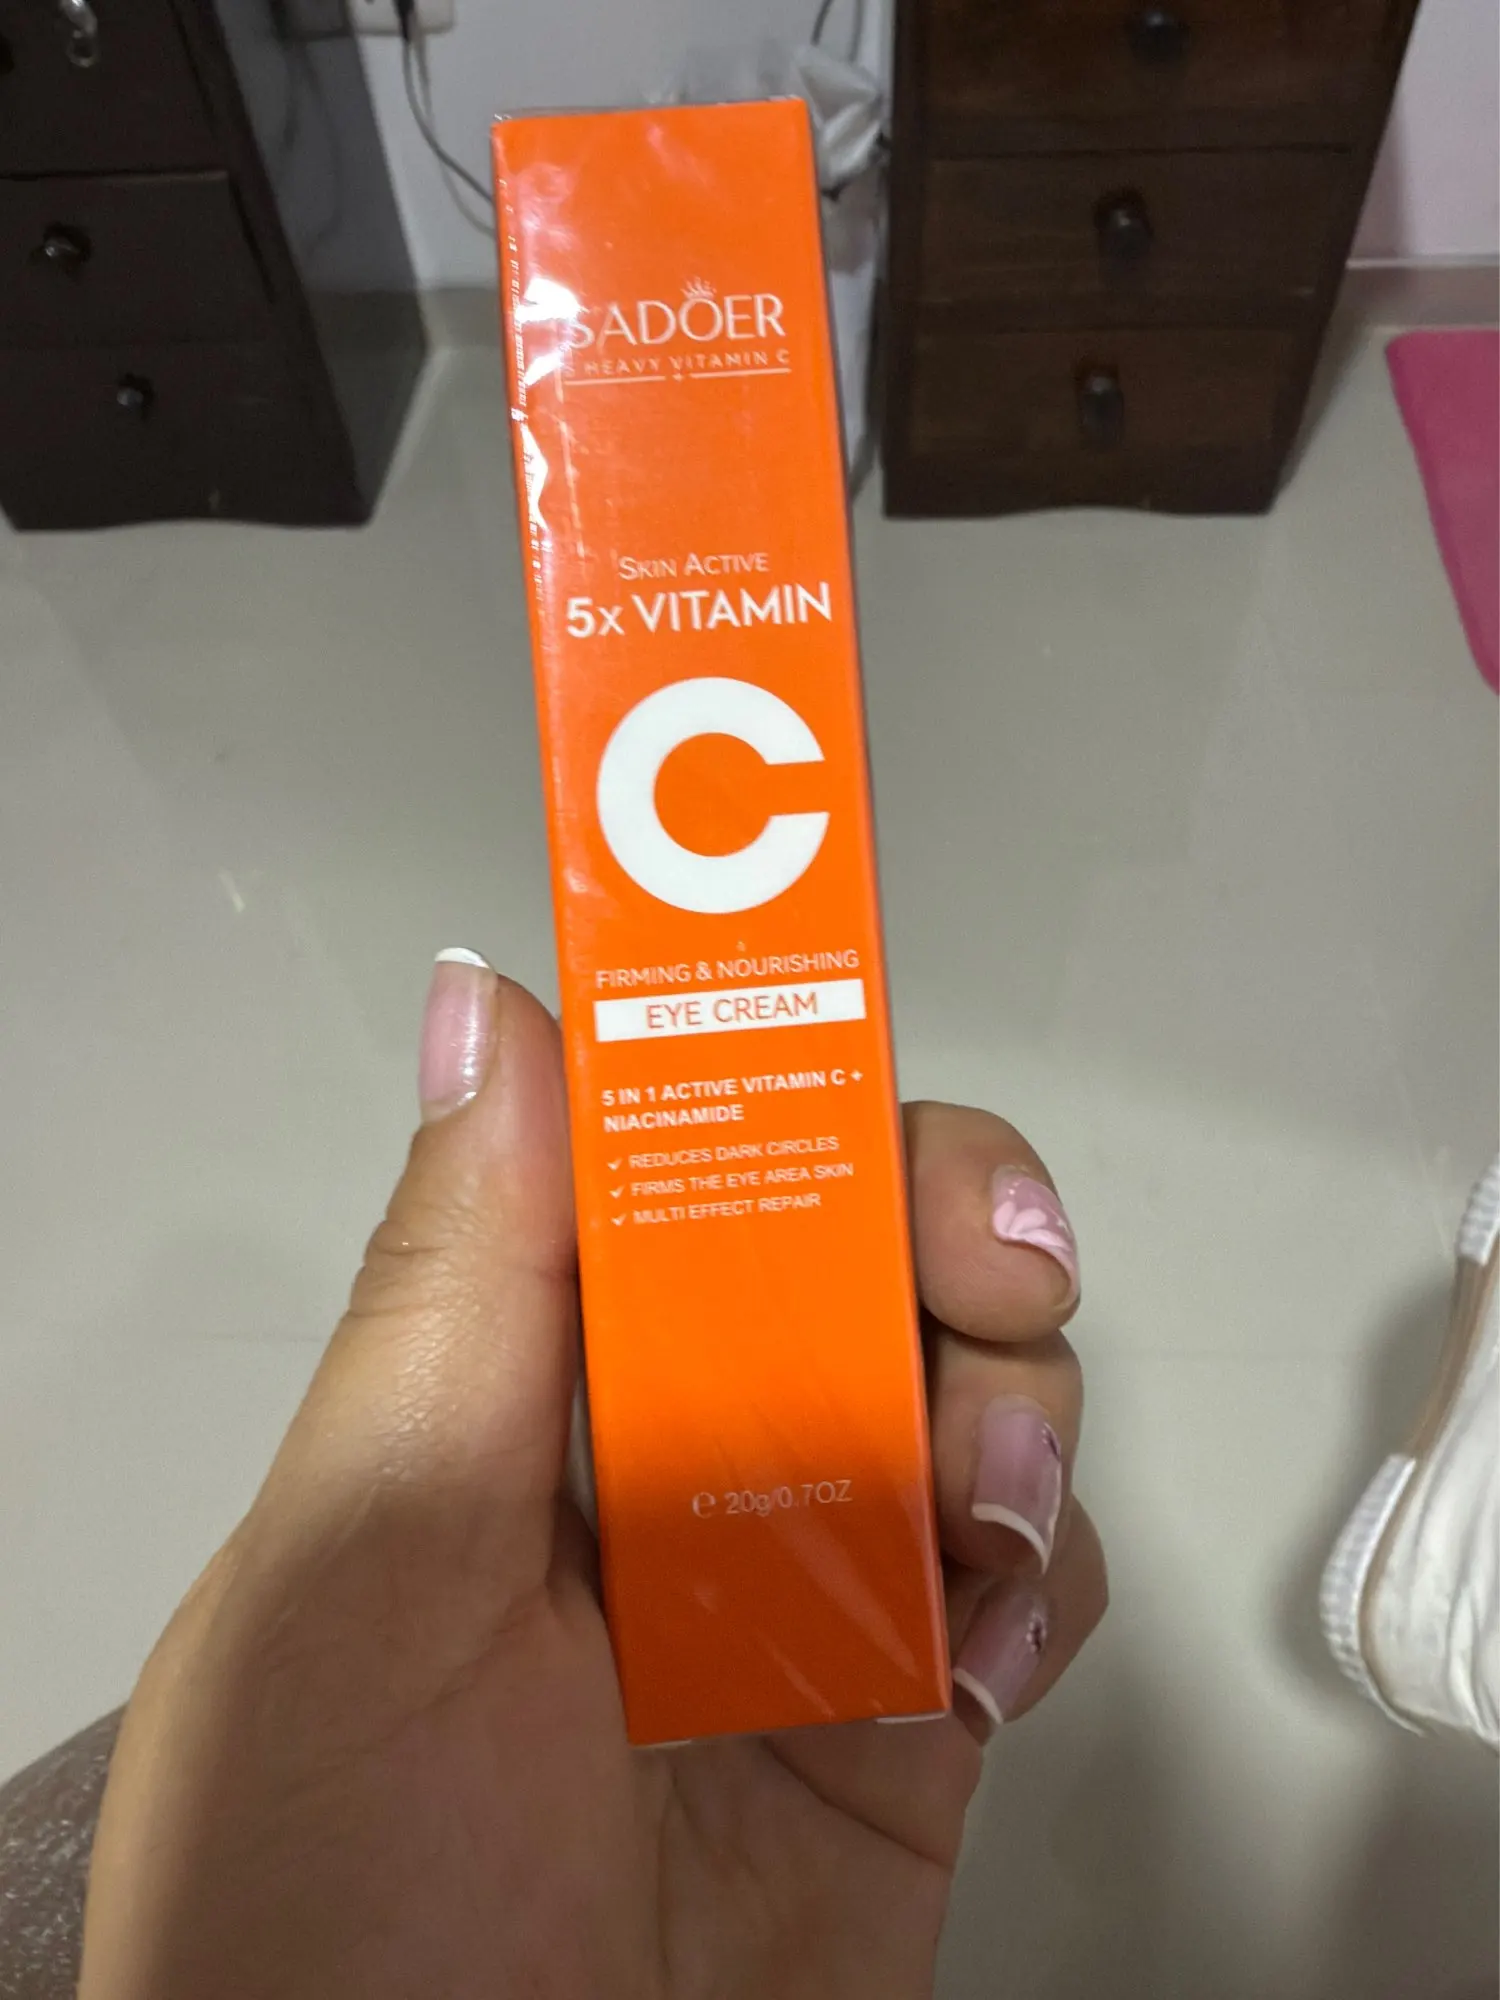 SADOER
HEAVY VITAMIN C
SKIN ACTIVE
5x VITAMIN
C
FIRMING & NOURISHING
EYE CREAM
5 IN 1 ACTIVE VITAMIN C +
NIACINAMIDE
✓ REDUCES DARK CIRCLES
✓ FIRMS THE EYE AREA SKIN
✓ MULTI EFFECT REPAIR
℮ 20g/0.7OZ